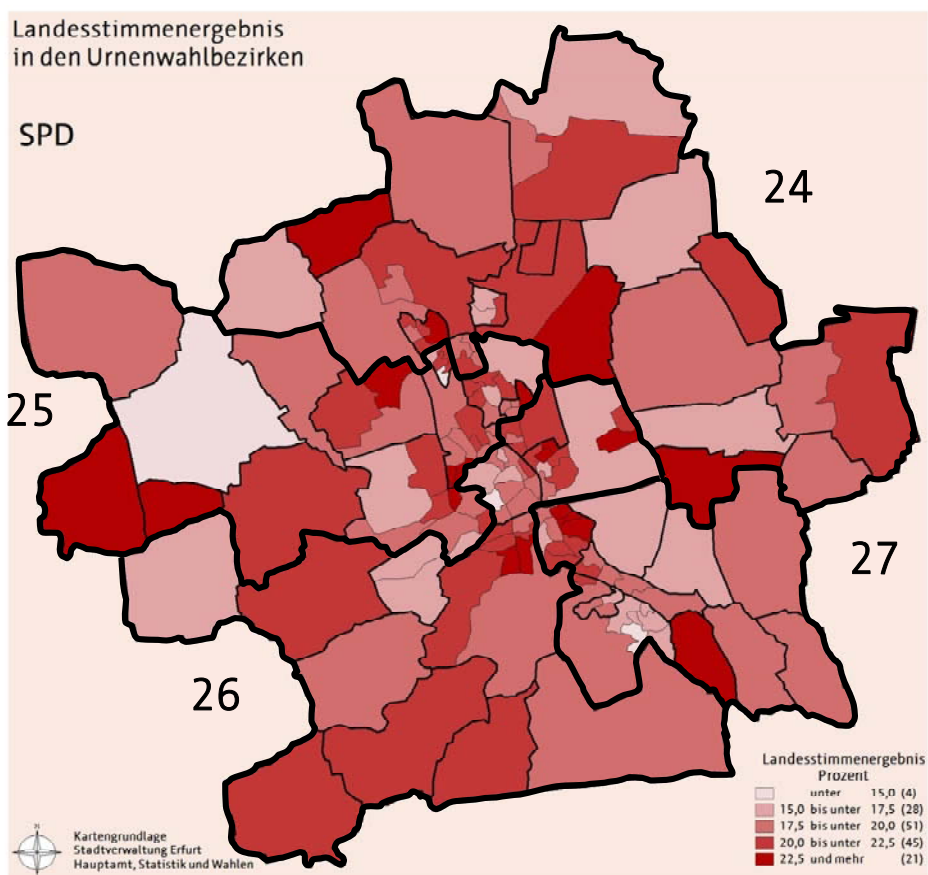 Landesstimmenergebnis
in den Urnenwahlbezirken
SPD
24
25
27
26
Landesstimmenergebnis
Prozent
unter 15,0 (4)
15,0 bis unter 17,5 (28)
17,5 bis unter 20,0 (51)
20,0 bis unter 22,5 (45)
22,5 und mehr (21)
N
Kartengrundlage
Stadtverwaltung Erfurt
Hauptamt, Statistik und Wahlen